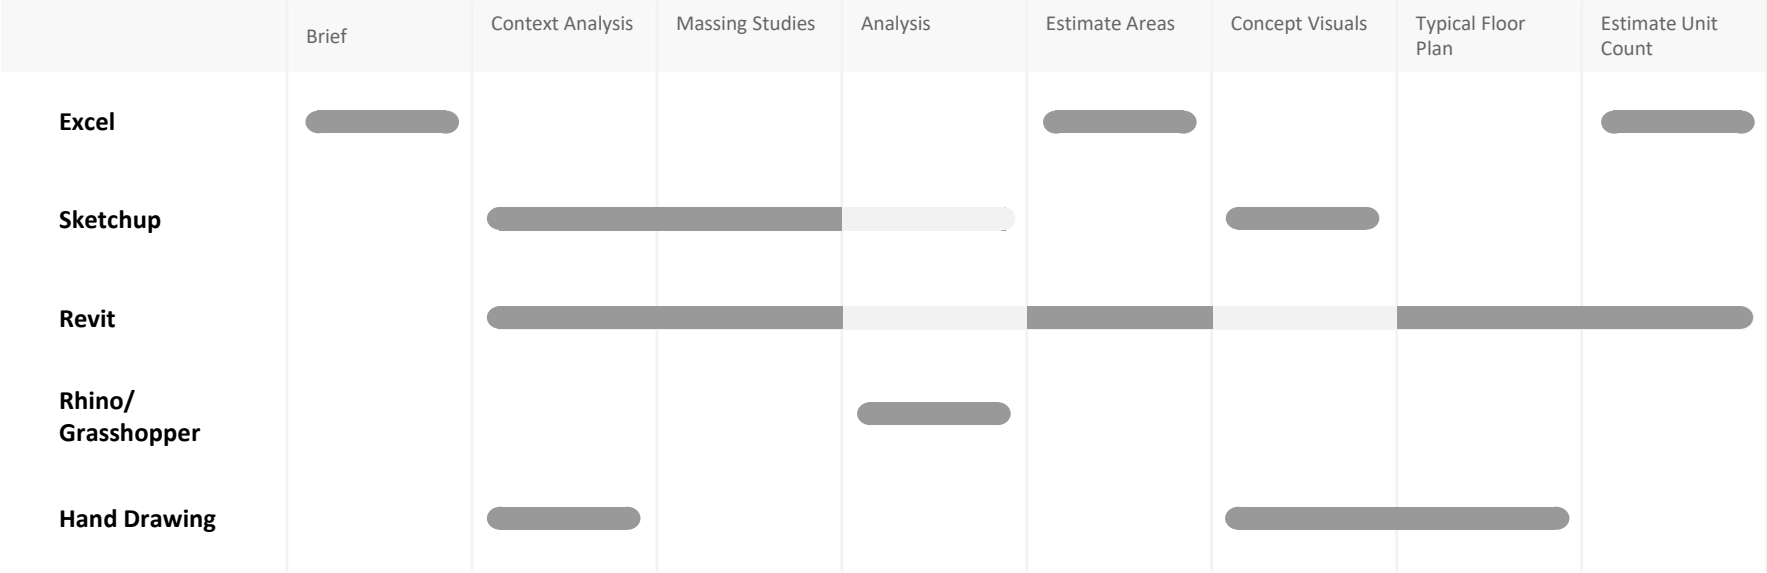 Brief
Context Analysis
Massing Studies
Analysis
Estimate Areas
Concept Visuals
Typical Floor
Plan
Estimate Unit
Count
Excel
Sketchup
Revit
Rhino/
Grasshopper
Hand Drawing